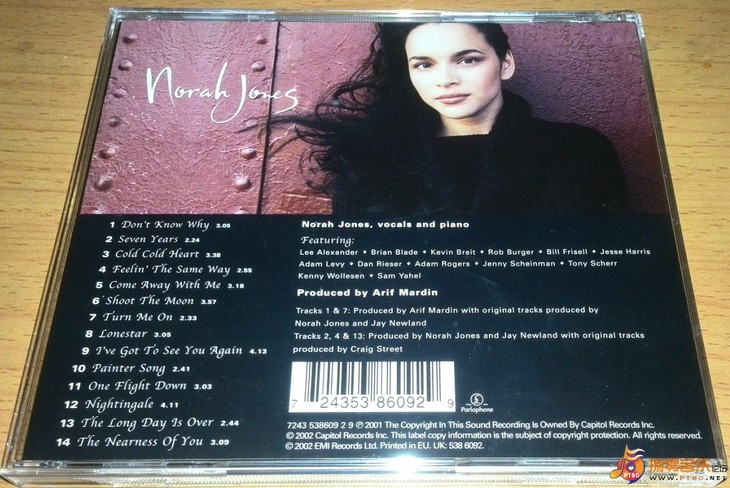 Norah Jones
1 Don't Know Why 3.05
2 Seven Years 2.24
3 Cold Cold Heart 3.38
4 Feelin' The Same Way 2.55
5 Come Away With Me 3.18
6 Shoot The Moon 3.57
7 Turn Me On 2.34
8 Lonestar 3.05
9 I've Got To See You Again 4.13
10 Painter Song 2.41
11 One Flight Down 3.03
12 Nightingale 4.11
13 The Long Day Is Over 2.44
14 The Nearness Of You 3.09
Norah Jones, vocals and piano
Featuring:
Lee Alexander • Brian Blade • Kevin Breit • Rob Burger • Bill Frisell • Jesse Harris
Adam Levy • Dan Rieser • Adam Rogers • Jenny Scheinman • Tony Scherr
Kenny Wollesen • Sam Yahel
Produced by Arif Mardin
Tracks 1 & 7: Produced by Arif Mardin with original tracks produced by
Norah Jones and Jay Newland
Tracks 2, 4 & 13: Produced by Norah Jones and Jay Newland with original tracks
produced by Craig Street
7 24353 86092 9
Parlophone
7243 538609 2 9 ℗ 2001 The Copyright In This Sound Recording Is Owned By Capitol Records Inc.
© 2002 Capitol Records Inc. This label copy information is the subject of copyright protection. All rights reserved.
© 2002 EMI Records Ltd. Printed in EU. UK: 538 6092.
WWW.PTBO.NET